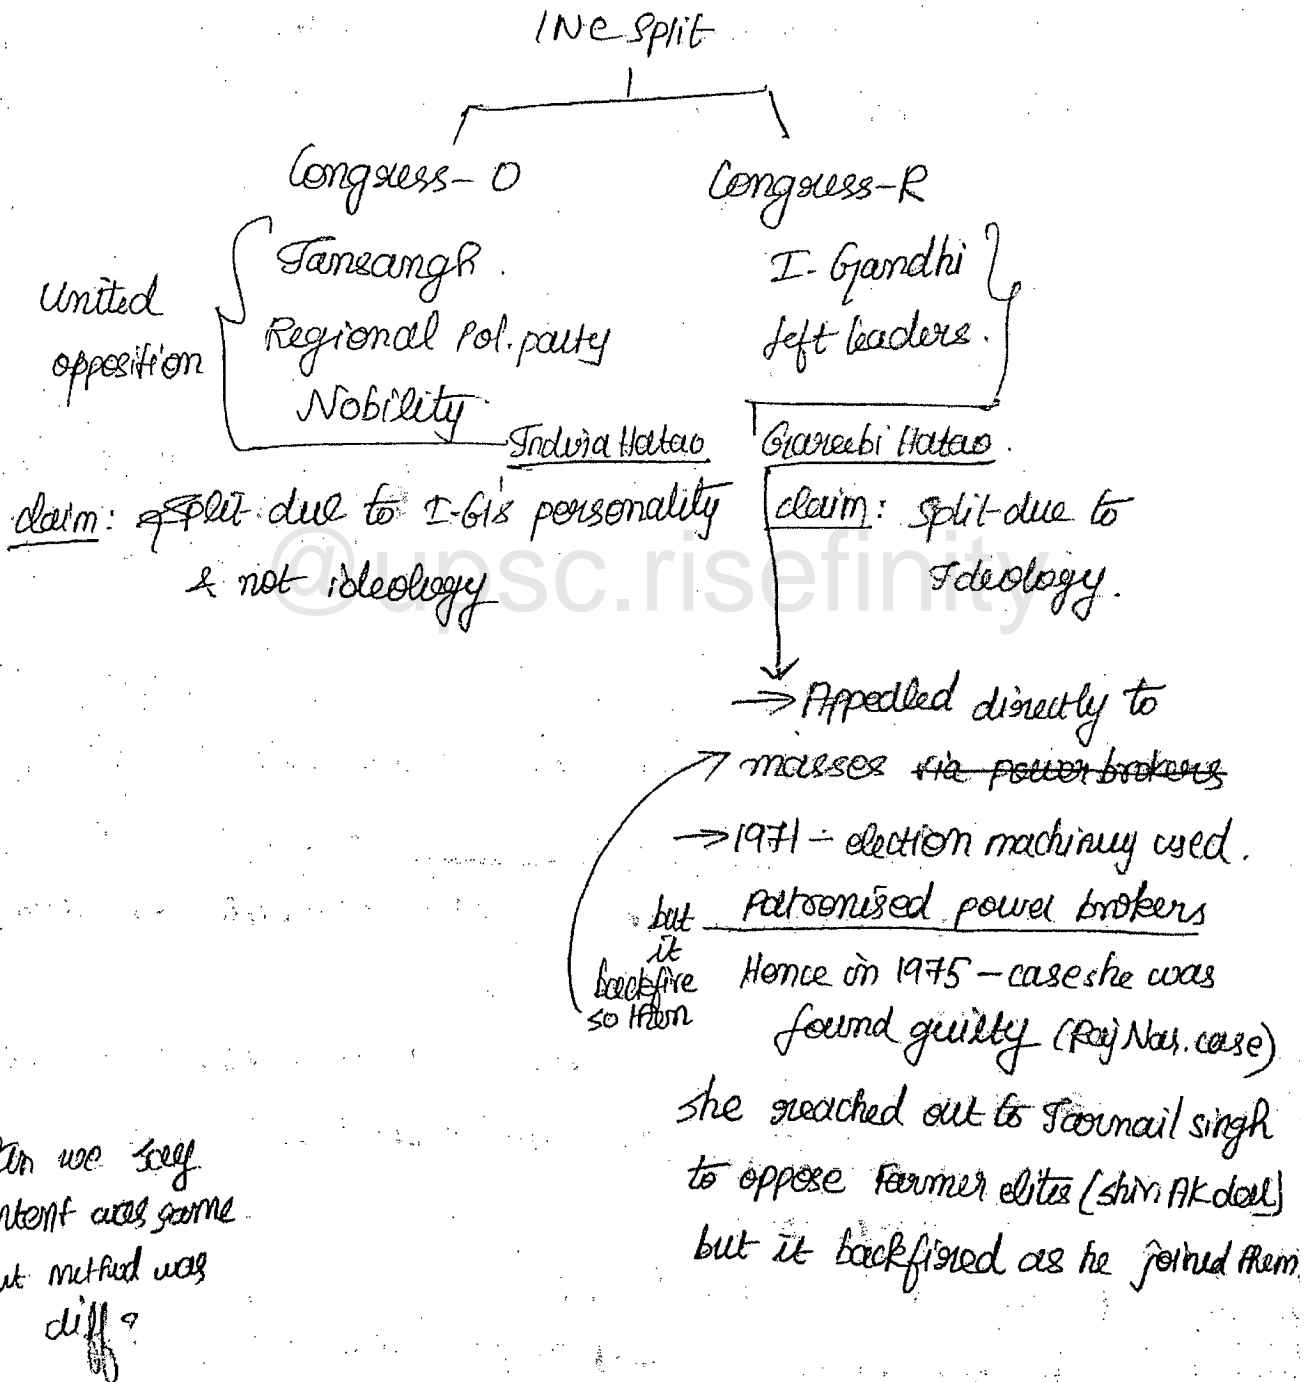 INC Split
Congress-O
Congress-R
Jansangh.
I-Gandhi
United
opposition
Regional Pol. party
left leaders.
Nobility
Indira Hatao
Gareebi Hatao.
claim: Split due to I-G's personality
& not ideology
claim: Split due to
Ideology.
@upsc.risefinity
→ Appealed directly to
masses via power brokers
→ 1971 - election machinery used.
Patronised power brokers
but
it
backfire
so then
Hence in 1975 - case she was
found guilty (Raj Nar. case)
she reached out to Jarnail singh
to oppose Farmer elites (shiri AK dal)
but it backfired as he joined them.
we say
intent was same
but method was
diff?